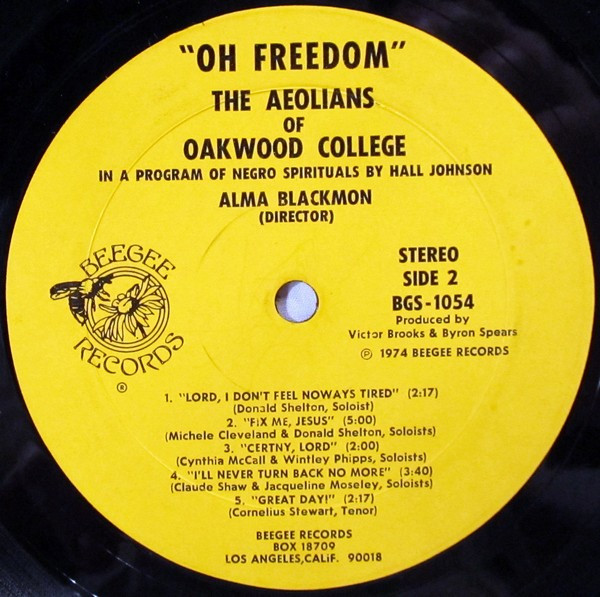 "OH FREEDOM"
THE AEOLIANS
OF
OAKWOOD COLLEGE
IN A PROGRAM OF NEGRO SPIRITUALS BY HALL JOHNSON
ALMA BLACKMON
(DIRECTOR)
BEEGEE
RECORDS
®
STEREO
SIDE 2
BGS-1054
Produced by
Victor Brooks & Byron Spears
℗ 1974 BEEGEE RECORDS
1. "LORD, I DON'T FEEL NOWAYS TIRED" (2:17)
(Donald Shelton, Soloist)
2. "FiX ME, JESUS" (5:00)
(Michele Cleveland & Donald Shelton, Soloists)
3. "CERTNY, LORD" (2:00)
(Cynthia McCall & Wintley Phipps, Soloists)
4. "I'LL NEVER TURN BACK NO MORE" (3:40)
(Claude Shaw & Jacqueline Moseley, Soloists)
5. "GREAT DAY!" (2:17)
(Cornelius Stewart, Tenor)
BEEGEE RECORDS
BOX 18709
LOS ANGELES,CALiF. 90018